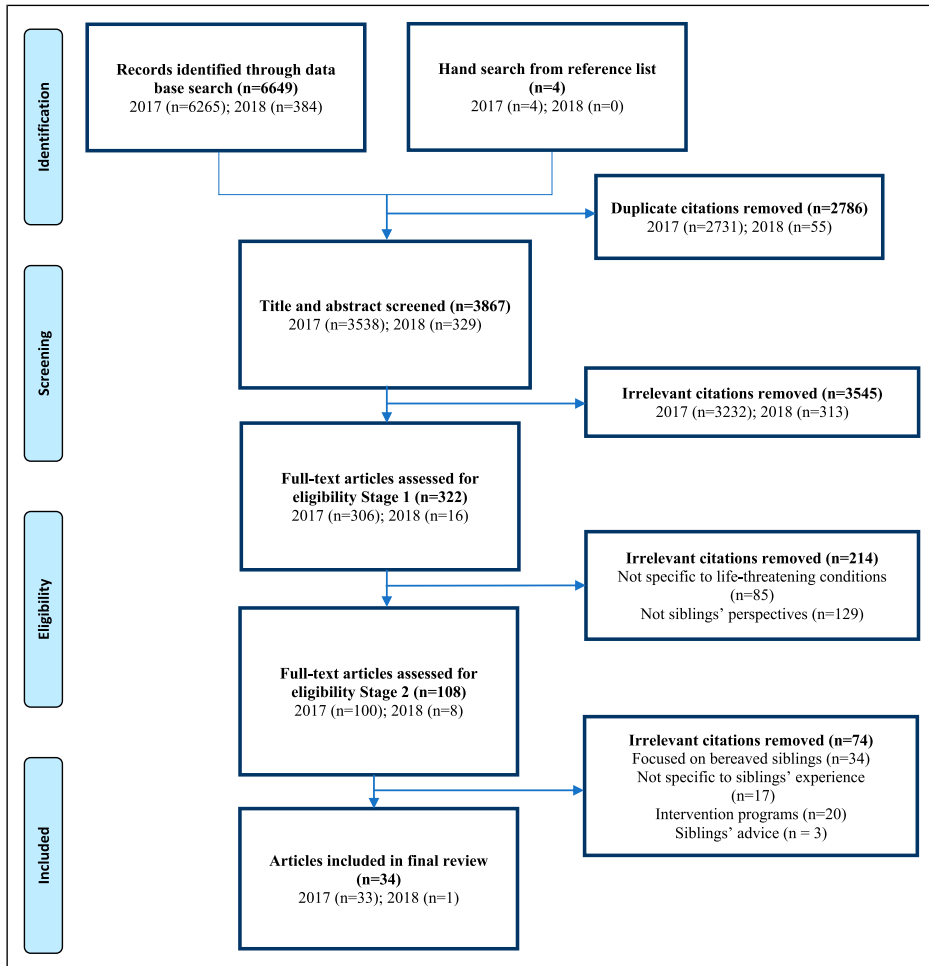 Identification
Records identified through data
base search (n=6649)
2017 (n=6265); 2018 (n=384)
Hand search from reference list
(n=4)
2017 (n=4); 2018 (n=0)
Duplicate citations removed (n=2786)
2017 (n=2731); 2018 (n=55)
Screening
Title and abstract screened (n=3867)
2017 (n=3538); 2018 (n=329)
Irrelevant citations removed (n=3545)
2017 (n=3232); 2018 (n=313)
Full-text articles assessed for
eligibility Stage 1 (n=322)
2017 (n=306); 2018 (n=16)
Eligibility
Irrelevant citations removed (n=214)
Not specific to life-threatening conditions
(n=85)
Not siblings’ perspectives (n=129)
Full-text articles assessed for
eligibility Stage 2 (n=108)
2017 (n=100); 2018 (n=8)
Irrelevant citations removed (n=74)
Focused on bereaved siblings (n=34)
Not specific to siblings’ experience
(n=17)
Intervention programs (n=20)
Siblings’ advice (n = 3)
Included
Articles included in final review
(n=34)
2017 (n=33); 2018 (n=1)